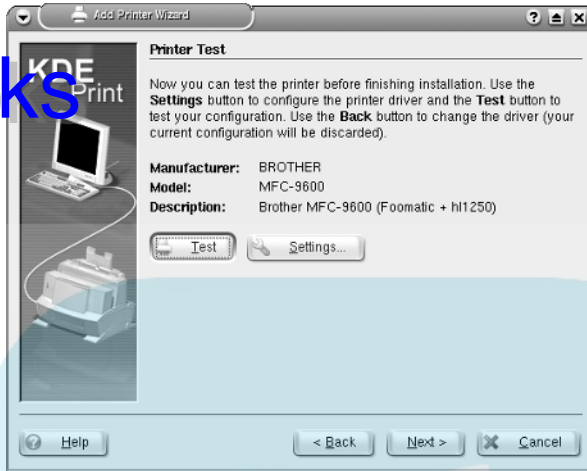 Add Printer Wizard
KDE
Print
ks
Printer Test
Now you can test the printer before finishing installation. Use the
Settings button to configure the printer driver and the Test button to
test your configuration. Use the Back button to change the driver (your
current configuration will be discarded).
Manufacturer: BROTHER
Model: MFC-9600
Description: Brother MFC-9600 (Foomatic + hl1250)
Test Settings...
Help < Back Next > Cancel